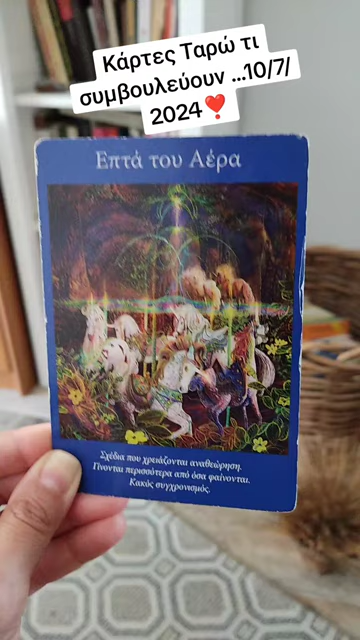 Κάρτες Ταρώ τι
συμβουλεύουν ...10/7/
2024❣️
Επτά του Αέρα
Σχέδια που χρειάζονται αναθεώρηση.
Γίνονται περισσότερα από όσα φαίνονται.
Κακός συγχρονισμός.